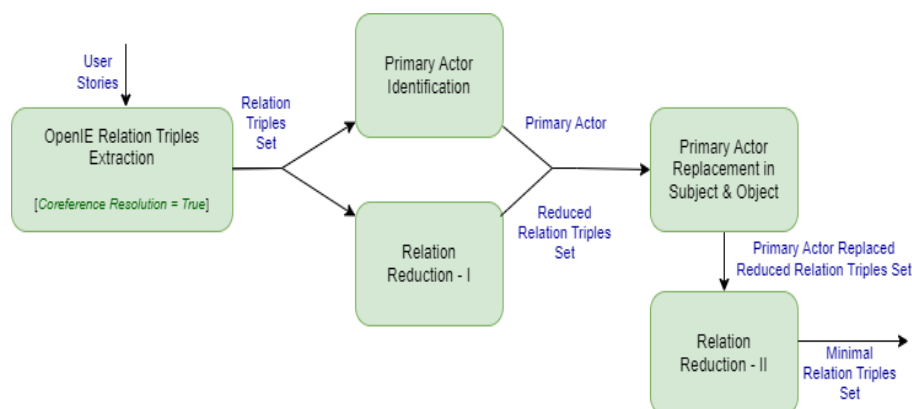 User
Stories
OpenIE Relation Triples
Extraction
[Coreference Resolution = True]
Relation
Triples
Set
Primary Actor
Identification
Relation
Reduction - I
Primary Actor
Reduced
Relation Triples
Set
Primary Actor
Replacement in
Subject & Object
Primary Actor Replaced
Reduced Relation Triples Set
Relation
Reduction - II
Minimal
Relation Triples
Set